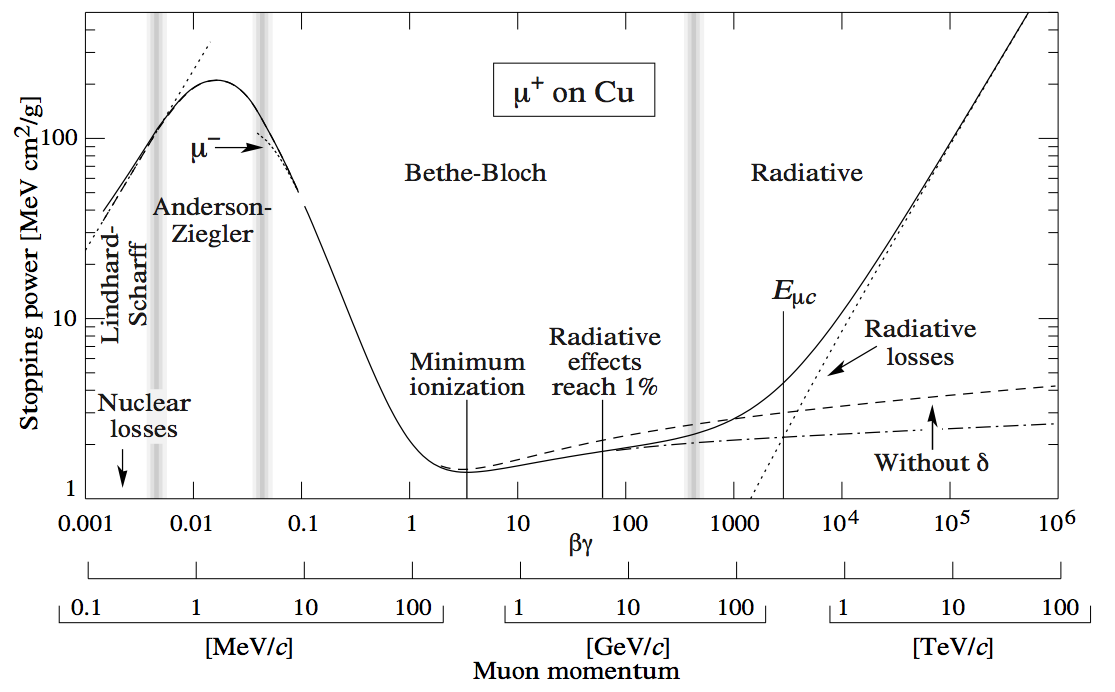 Stopping power [MeV cm²/g]
100
10
1
μ⁺ on Cu
μ⁻
Bethe-Bloch
Radiative
Anderson-
Ziegler
Lindhard-
Scharff
Eμc
Minimum
ionization
Radiative
effects
reach 1%
Radiative
losses
Nuclear
losses
Without δ
0.001
0.01
0.1
1
10
100
1000
10⁴
10⁵
10⁶
βγ
0.1
1
10
100
1
10
100
1
10
100
[MeV/c]
[GeV/c]
[TeV/c]
Muon momentum